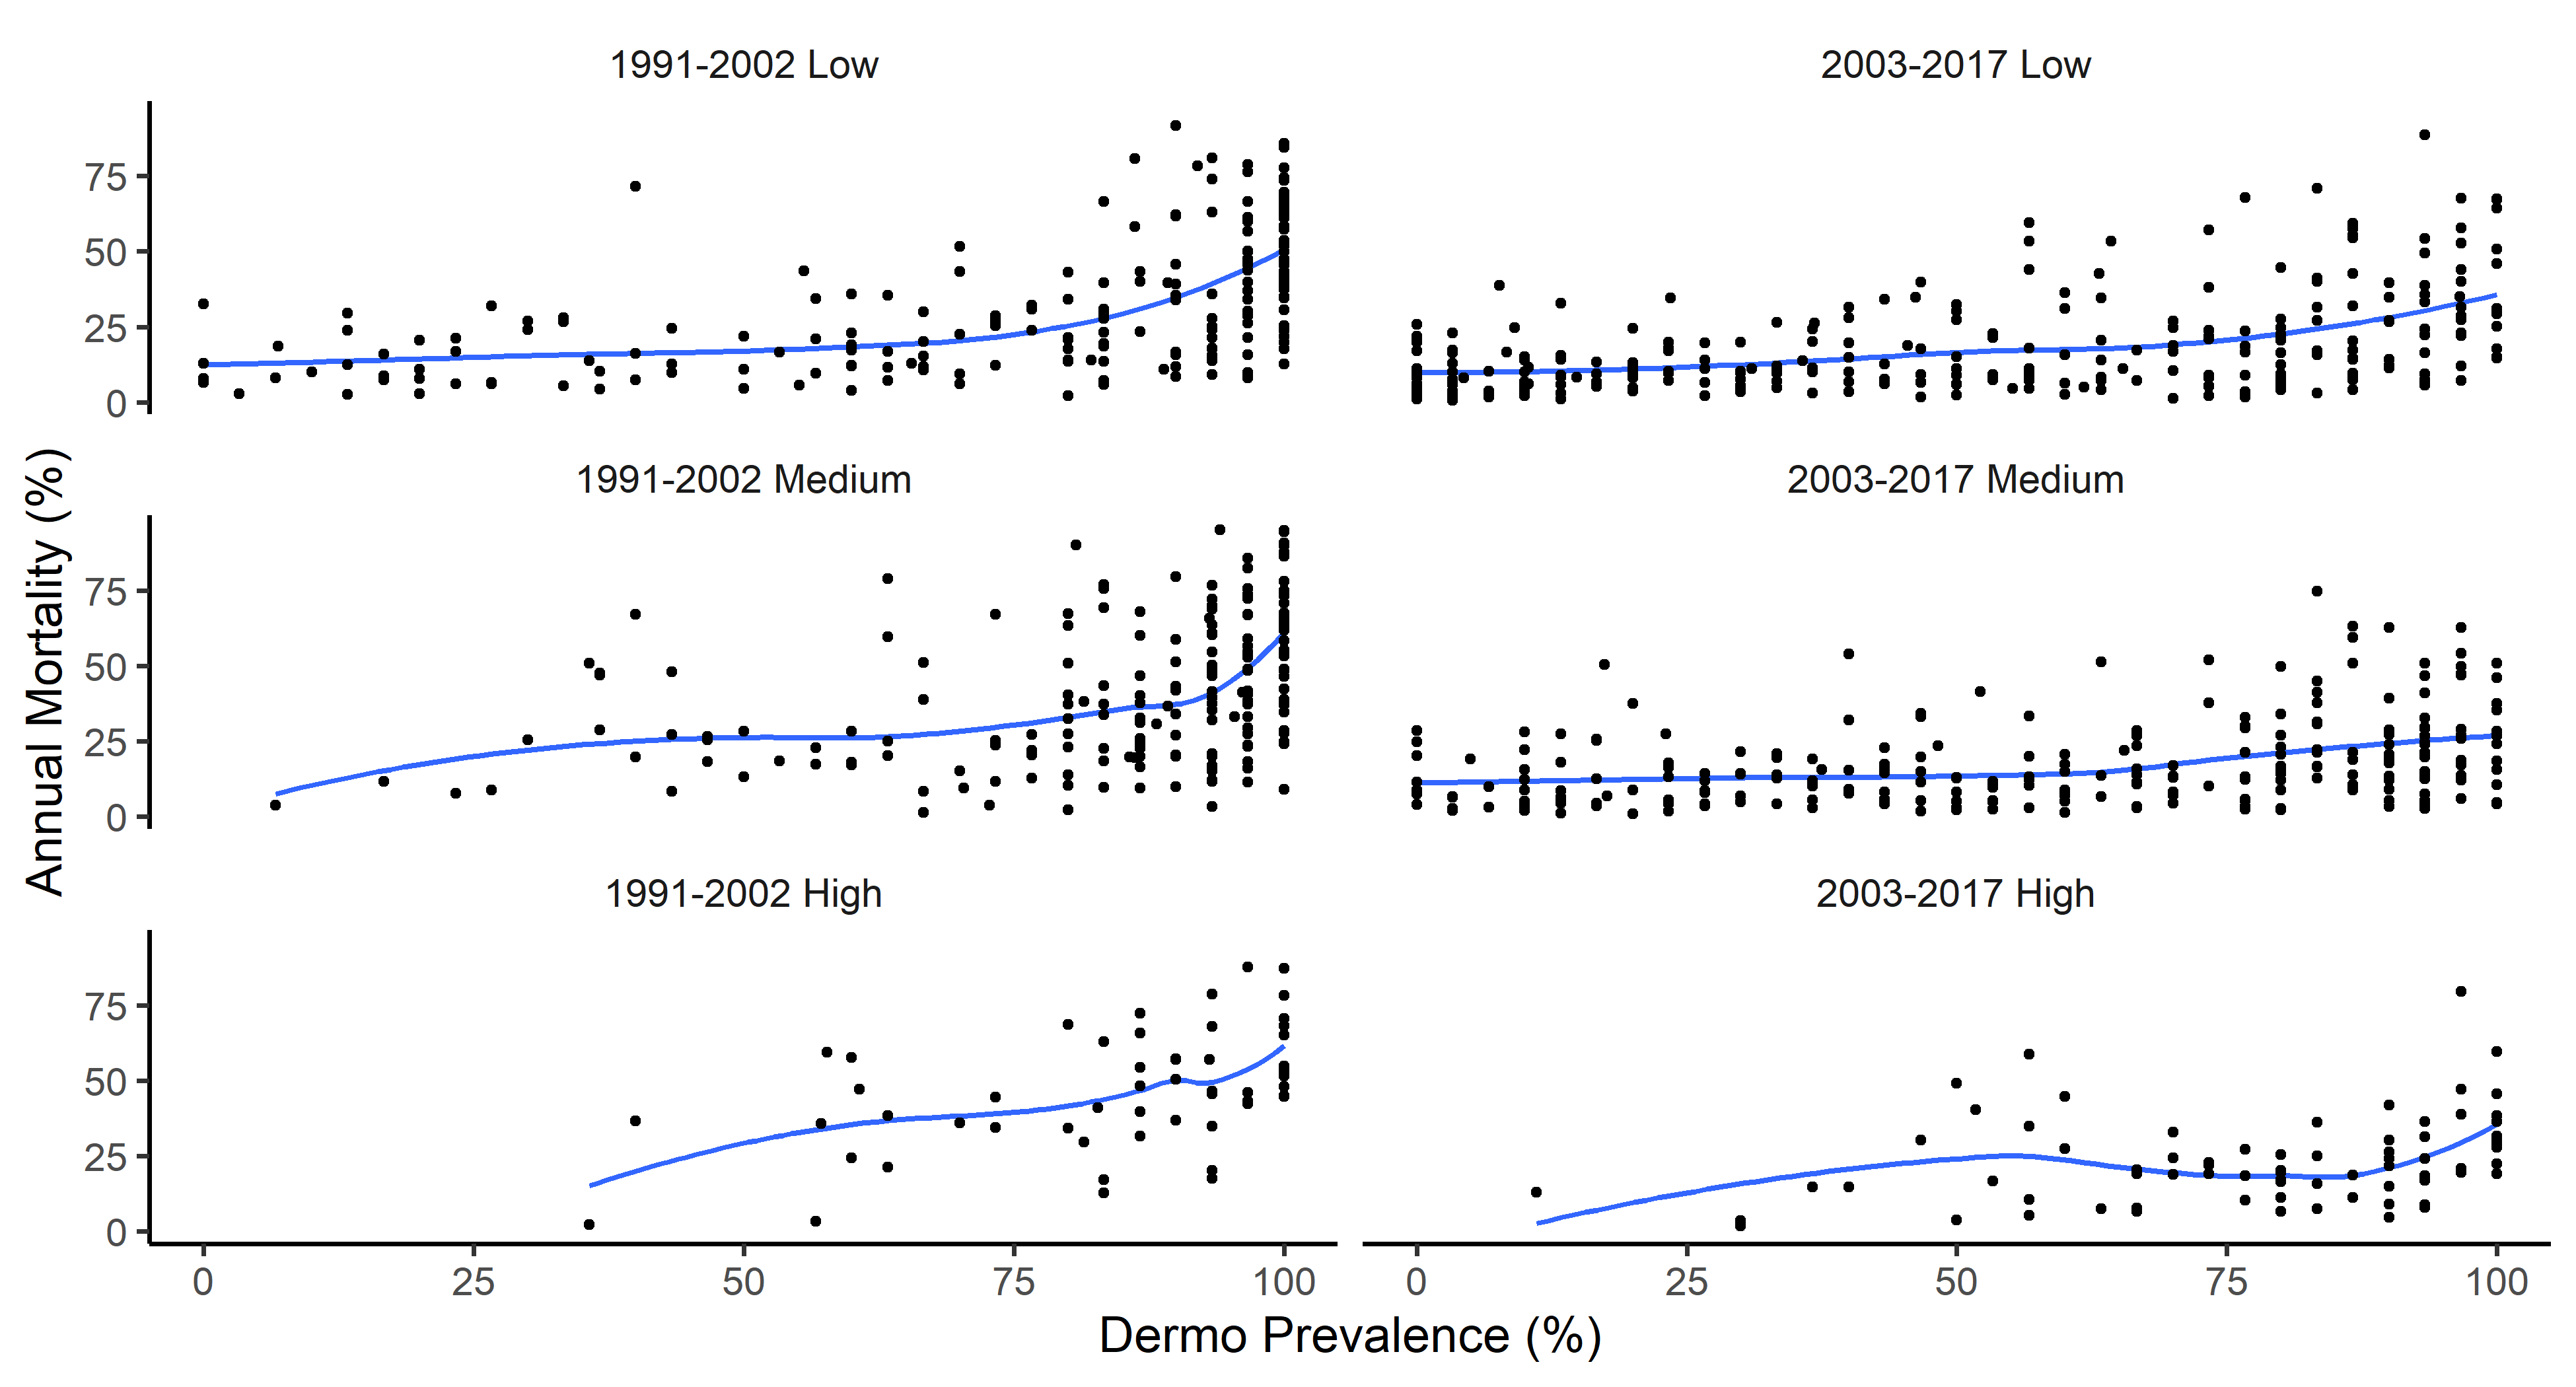 1991-2002 Low
2003-2017 Low
75
50
25
0
1991-2002 Medium
2003-2017 Medium
75
50
25
0
Annual Mortality (%)
1991-2002 High
2003-2017 High
75
50
25
0
0 25 50 75 100 0 25 50 75 100
Dermo Prevalence (%)